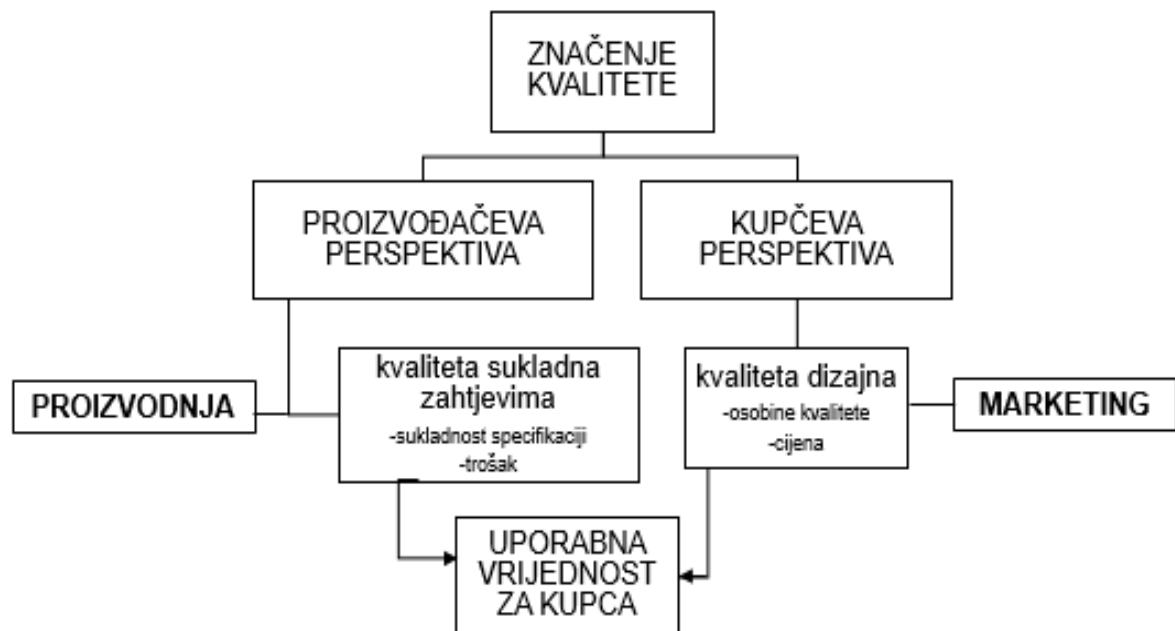 ZNAČENJE
KVALITETE
PROIZVOĐAČEVA
PERSPEKTIVA
KUPČEVA
PERSPEKTIVA
PROIZVODNJA
kvaliteta sukladna
zahtjevima
-sukladnost specifikaciji
-trošak
kvaliteta dizajna
-osobine kvalitete
-cijena
MARKETING
UPORABNA
VRIJEDNOST
ZA KUPCA